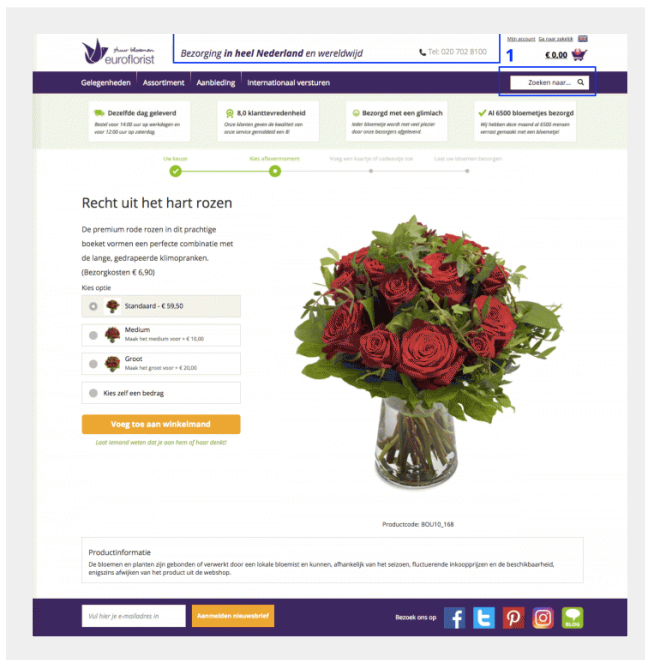 stuur bloemen
euroflorist
Bezorging in heel Nederland en wereldwijd
Tel: 020 702 8100
Mijn account Ga naar zakelijk
1
€ 0,00
Gelegenheden Assortiment Aanbieding Internationaal versturen
Zoeken naar...
Dezelfde dag geleverd
Bestel voor 14:00 uur op werkdagen en
voor 12:00 uur op zaterdag
8,0 klanttevredenheid
Onze klanten geven de kwaliteit van
onze service gemiddeld een 8!
Bezorgd met een glimlach
Ieder bloemetje wordt met veel plezier
door onze bezorgers afgeleverd
Al 6500 bloemetjes bezorgd
Wij hebben deze maand al 6500 mensen
verrast gemaakt met een bloemetje!
Uw keuze
Kies aflevermoment
Voeg een kaartje of cadeautje toe
Laat uw bloemen bezorgen
Recht uit het hart rozen
De premium rode rozen in dit prachtige
boeket vormen een perfecte combinatie met
de lange, gedrapeerde klimopranken.
(Bezorgkosten € 6,90)
Kies optie
Standaard - € 59,50
Medium
Maak het medium voor + € 10,00
Groot
Maak het groot voor + € 20,00
Kies zelf een bedrag
Voeg toe aan winkelmand
Laat iemand weten dat je aan hem of haar denkt!
Productcode: BOU10_168
Productinformatie
De bloemen en planten zijn gebonden of verwerkt door een lokale bloemist en kunnen, afhankelijk van het seizoen, fluctuerende inkoopprijzen en de beschikbaarheid,
enigszins afwijken van het product uit de webshop.
Vul hier je e-mailadres in
Aanmelden nieuwsbrief
Bezoek ons op
BLOG